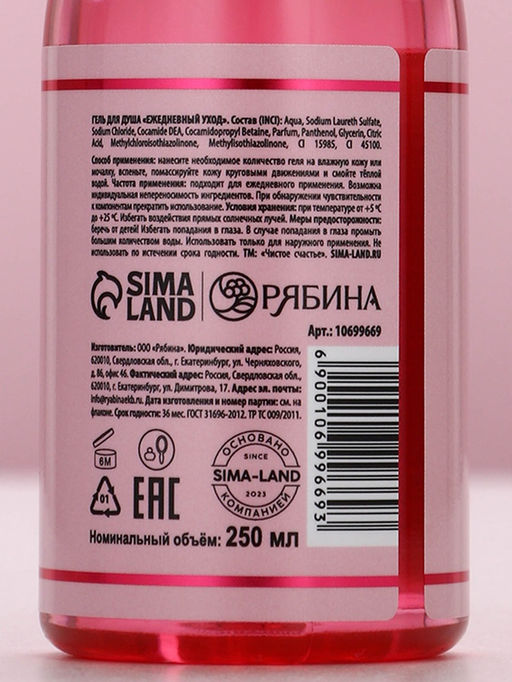 ГЕЛЬ ДЛЯ ДУША «ЕЖЕДНЕВНЫЙ УХОД». Состав (INCI): Aqua, Sodium Laureth Sulfate,
Sodium Chloride, Cocamide DEA, Cocamidopropyl Betaine, Parfum, Panthenol, Glycerin, Citric
Acid, Methylchloroisothiazolinone, Methylisothiazolinone, CI 15985, CI 45100.
Способ применения: нанесите необходимое количество геля на влажную кожу или
мочалку, вспеньте, помассируйте кожу круговыми движениями и смойте тёплой
водой. Частота применения: подходит для ежедневного применения. Возможна
индивидуальная непереносимость ингредиентов. При обнаружении чувствительности
к компонентам прекратить использование. Условия хранения: при температуре от +5 °С
до +25 °С. Избегать воздействия прямых солнечных лучей. Меры предосторожности:
беречь от детей! Избегать попадания в глаза. В случае попадания в глаза промыть
большим количеством воды. Использовать только для наружного применения. Не
использовать по истечении срока годности. ТМ: «Чистое счастье». SIMA-LAND.RU
SIMA LAND РЯБИНА
Арт.: 10699669
Изготовитель: ООО «Рябина». Юридический адрес: Россия,
620010, Свердловская обл., г. Екатеринбург, ул. Черняховского,
д. 86, офис 46. Фактический адрес: Россия, Свердловская обл.,
620010, г. Екатеринбург, ул. Димитрова, 17. Адрес эл. почты:
info@ryabinaekb.ru. Дата изготовления и номер партии: см. на
флаконе. Срок годности: 36 мес. ГОСТ 31696-2012. ТР ТС 009/2011.
6M
01
EAC
ОСНОВАНО
SINCE
SIMA-LAND
2023
КОМПАНИЕЙ
Номинальный объём: 250 мл
6900106996693